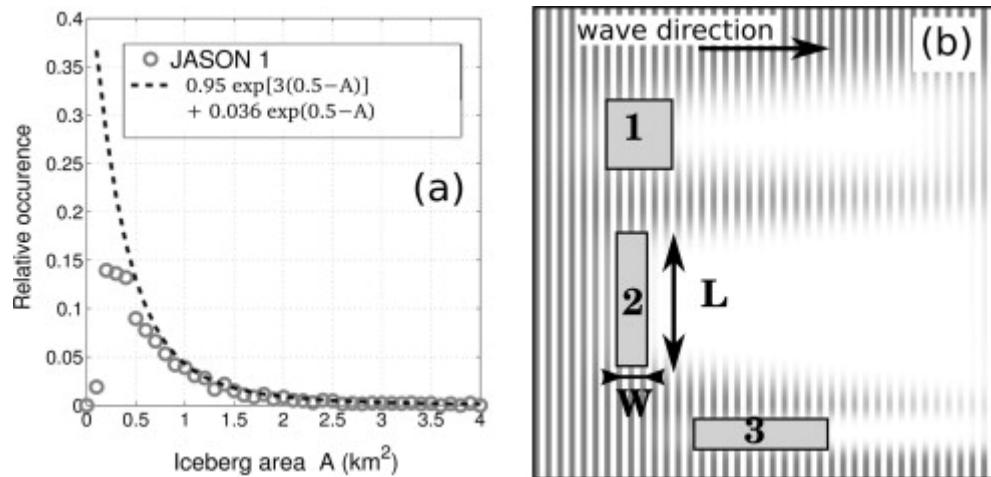 0.4
0.35
0.3
0.25
0.2
0.15
0.1
0.05
0
Relative occurence
JASON 1
0.95 exp[3(0.5−A)]
+ 0.036 exp(0.5−A)
(a)
0 0.5 1 1.5 2 2.5 3 3.5 4
Iceberg area A (km²)
wave direction
(b)
1
2
L
W
3